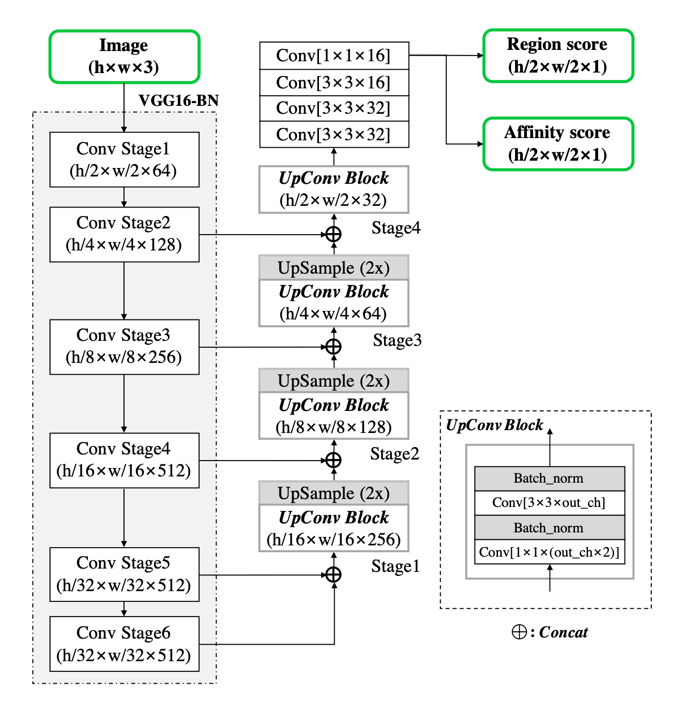 Image
(h×w×3)
VGG16-BN
Conv Stage1
(h/2×w/2×64)
Conv Stage2
(h/4×w/4×128)
Conv Stage3
(h/8×w/8×256)
Conv Stage4
(h/16×w/16×512)
Conv Stage5
(h/32×w/32×512)
Conv Stage6
(h/32×w/32×512)
Conv[1×1×16]
Conv[3×3×16]
Conv[3×3×32]
Conv[3×3×32]
UpConv Block
(h/2×w/2×32)
Stage4
UpSample (2x)
UpConv Block
(h/4×w/4×64)
Stage3
UpSample (2x)
UpConv Block
(h/8×w/8×128)
Stage2
UpSample (2x)
UpConv Block
(h/16×w/16×256)
Stage1
Region score
(h/2×w/2×1)
Affinity score
(h/2×w/2×1)
UpConv Block
Batch_norm
Conv[3×3×out_ch]
Batch_norm
Conv[1×1×(out_ch×2)]
⊕: Concat